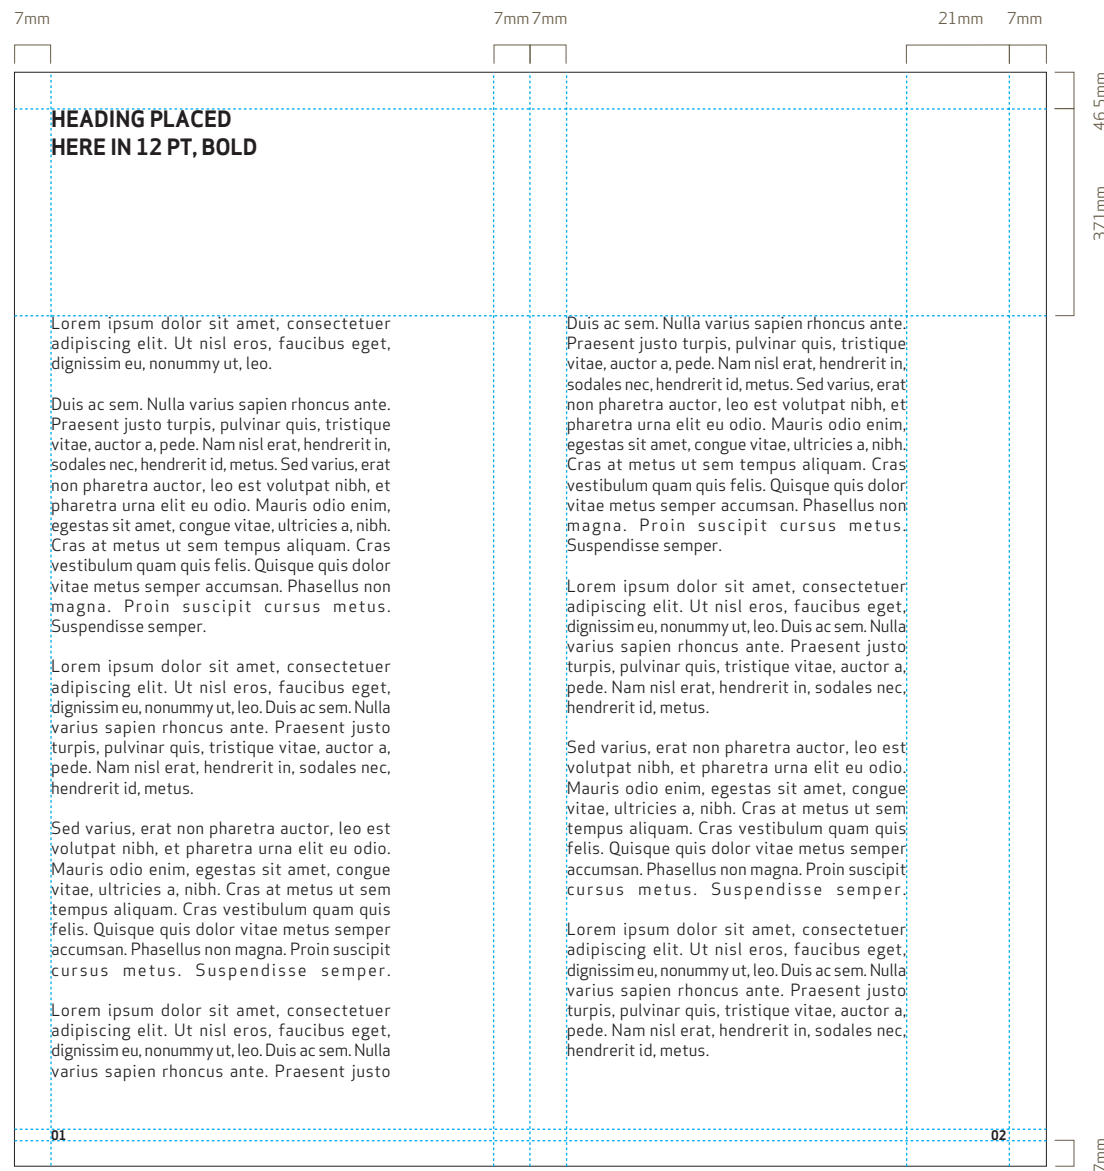 7mm
7mm 7mm
21mm 7mm
46.5mm
371mm
HEADING PLACED
HERE IN 12 PT, BOLD
Lorem ipsum dolor sit amet, consectetuer
adipiscing elit. Ut nisl eros, faucibus eget,
dignissim eu, nonummy ut, leo.
Duis ac sem. Nulla varius sapien rhoncus ante.
Praesent justo turpis, pulvinar quis, tristique
vitae, auctor a, pede. Nam nisl erat, hendrerit in,
sodales nec, hendrerit id, metus. Sed varius, erat
non pharetra auctor, leo est volutpat nibh, et
pharetra urna elit eu odio. Mauris odio enim,
egestas sit amet, congue vitae, ultricies a, nibh.
Cras at metus ut sem tempus aliquam. Cras
vestibulum quam quis felis. Quisque quis dolor
vitae metus semper accumsan. Phasellus non
magna. Proin suscipit cursus metus.
Suspendisse semper.
Lorem ipsum dolor sit amet, consectetuer
adipiscing elit. Ut nisl eros, faucibus eget,
dignissim eu, nonummy ut, leo. Duis ac sem. Nulla
varius sapien rhoncus ante. Praesent justo
turpis, pulvinar quis, tristique vitae, auctor a,
pede. Nam nisl erat, hendrerit in, sodales nec,
hendrerit id, metus.
Sed varius, erat non pharetra auctor, leo est
volutpat nibh, et pharetra urna elit eu odio.
Mauris odio enim, egestas sit amet, congue
vitae, ultricies a, nibh. Cras at metus ut sem
tempus aliquam. Cras vestibulum quam quis
felis. Quisque quis dolor vitae metus semper
accumsan. Phasellus non magna. Proin suscipit
cursus metus. Suspendisse semper.
Lorem ipsum dolor sit amet, consectetuer
adipiscing elit. Ut nisl eros, faucibus eget,
dignissim eu, nonummy ut, leo. Duis ac sem. Nulla
varius sapien rhoncus ante. Praesent justo
01
Duis ac sem. Nulla varius sapien rhoncus ante.
Praesent justo turpis, pulvinar quis, tristique
vitae, auctor a, pede. Nam nisl erat, hendrerit in,
sodales nec, hendrerit id, metus. Sed varius, erat
non pharetra auctor, leo est volutpat nibh, et
pharetra urna elit eu odio. Mauris odio enim,
egestas sit amet, congue vitae, ultricies a, nibh.
Cras at metus ut sem tempus aliquam. Cras
vestibulum quam quis felis. Quisque quis dolor
vitae metus semper accumsan. Phasellus non
magna. Proin suscipit cursus metus.
Suspendisse semper.
Lorem ipsum dolor sit amet, consectetuer
adipiscing elit. Ut nisl eros, faucibus eget,
dignissim eu, nonummy ut, leo. Duis ac sem. Nulla
varius sapien rhoncus ante. Praesent justo
turpis, pulvinar quis, tristique vitae, auctor a,
pede. Nam nisl erat, hendrerit in, sodales nec,
hendrerit id, metus.
Sed varius, erat non pharetra auctor, leo est
volutpat nibh, et pharetra urna elit eu odio.
Mauris odio enim, egestas sit amet, congue
vitae, ultricies a, nibh. Cras at metus ut sem
tempus aliquam. Cras vestibulum quam quis
felis. Quisque quis dolor vitae metus semper
accumsan. Phasellus non magna. Proin suscipit
cursus metus. Suspendisse semper.
Lorem ipsum dolor sit amet, consectetuer
adipiscing elit. Ut nisl eros, faucibus eget,
dignissim eu, nonummy ut, leo. Duis ac sem. Nulla
varius sapien rhoncus ante. Praesent justo
turpis, pulvinar quis, tristique vitae, auctor a,
pede. Nam nisl erat, hendrerit in, sodales nec,
hendrerit id, metus.
02
7mm